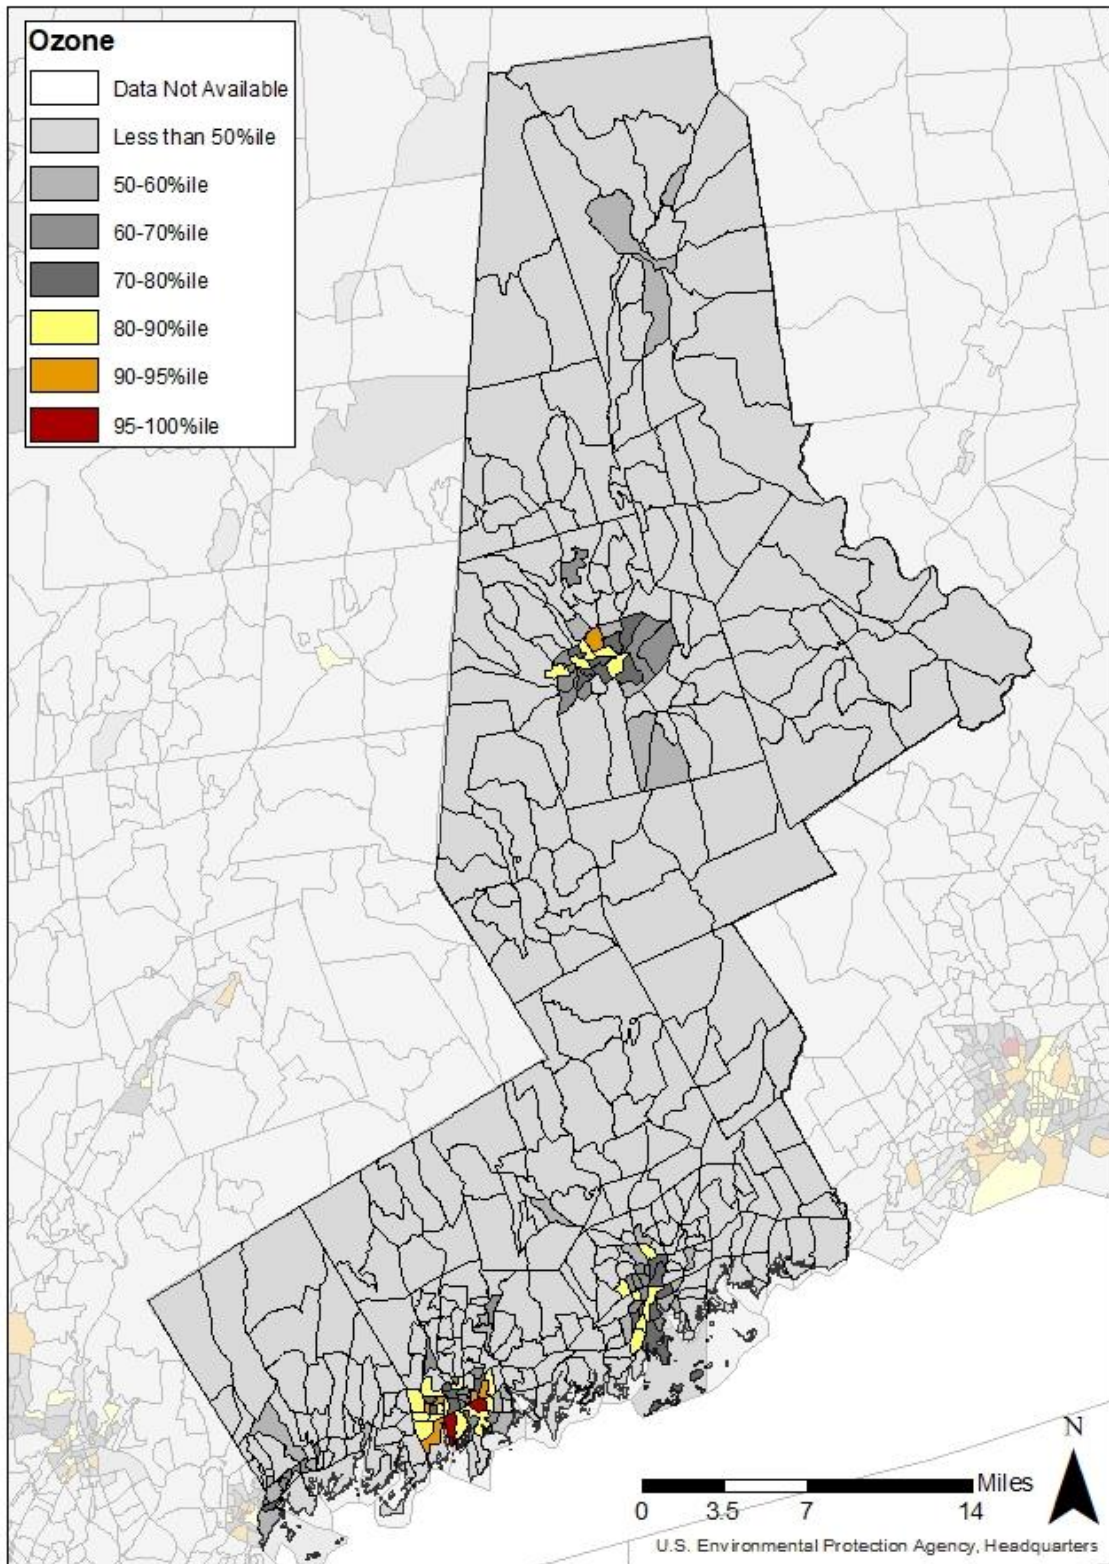 Ozone
Data Not Available
Less than 50%ile
50-60%ile
60-70%ile
70-80%ile
80-90%ile
90-95%ile
95-100%ile
N
Miles
0 3.5 7 14
U.S. Environmental Protection Agency, Headquarters